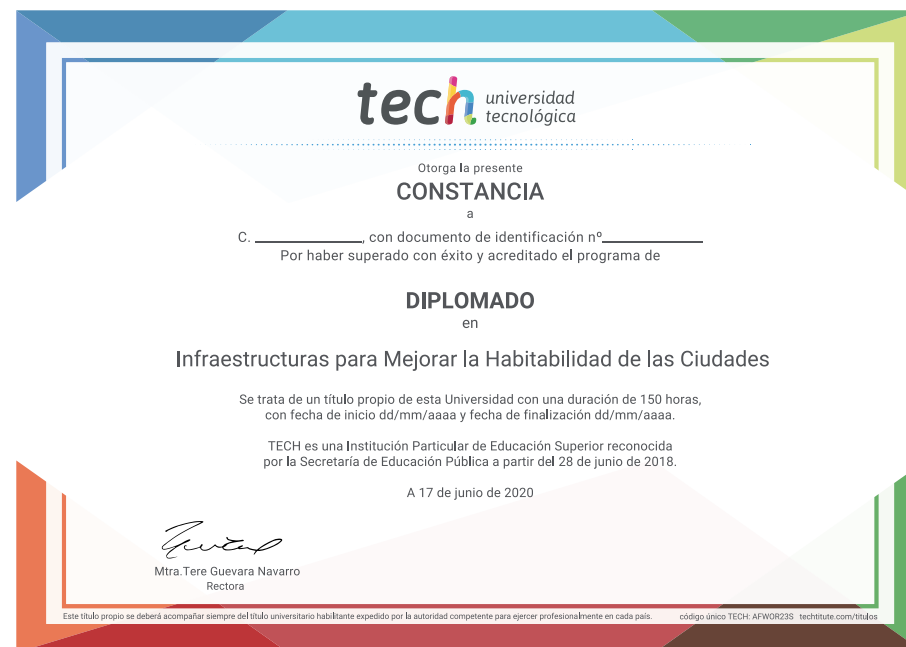 tech universidad
tecnológica
Otorga la presente
CONSTANCIA
a
C. ____________, con documento de identificación nº____________
Por haber superado con éxito y acreditado el programa de
DIPLOMADO
en
Infraestructuras para Mejorar la Habitabilidad de las Ciudades
Se trata de un título propio de esta Universidad con una duración de 150 horas,
con fecha de inicio dd/mm/aaaa y fecha de finalización dd/mm/aaaa.
TECH es una Institución Particular de Educación Superior reconocida
por la Secretaría de Educación Pública a partir del 28 de junio de 2018.
A 17 de junio de 2020
Mtra.Tere Guevara Navarro
Rectora
Este título propio se deberá acompañar siempre del título universitario habilitante expedido por la autoridad competente para ejercer profesionalmente en cada país. código único TECH: AFWOR23S techtitute.com/titulos